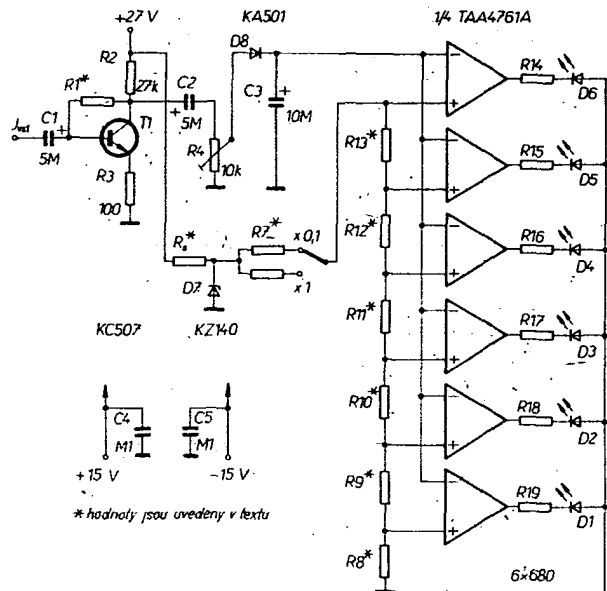 +27 V
KA501
1/4 TAA4761A
R2
27k
D8
R14
D6
R1*
C2
5M
C3
10M
C1
5M
T1
R4
10k
R13*
R15
D5
R3
100
R7*
x 0,1
R12*
R16
D4
Rs*
x 1
D7
R11*
R17
D3
KC507
KZ140
R10*
R18
D2
C4
M1
C5
M1
+15 V
-15 V
R9*
R19
D1
* hodnoty jsou uvedeny v textu
R8*
6×680